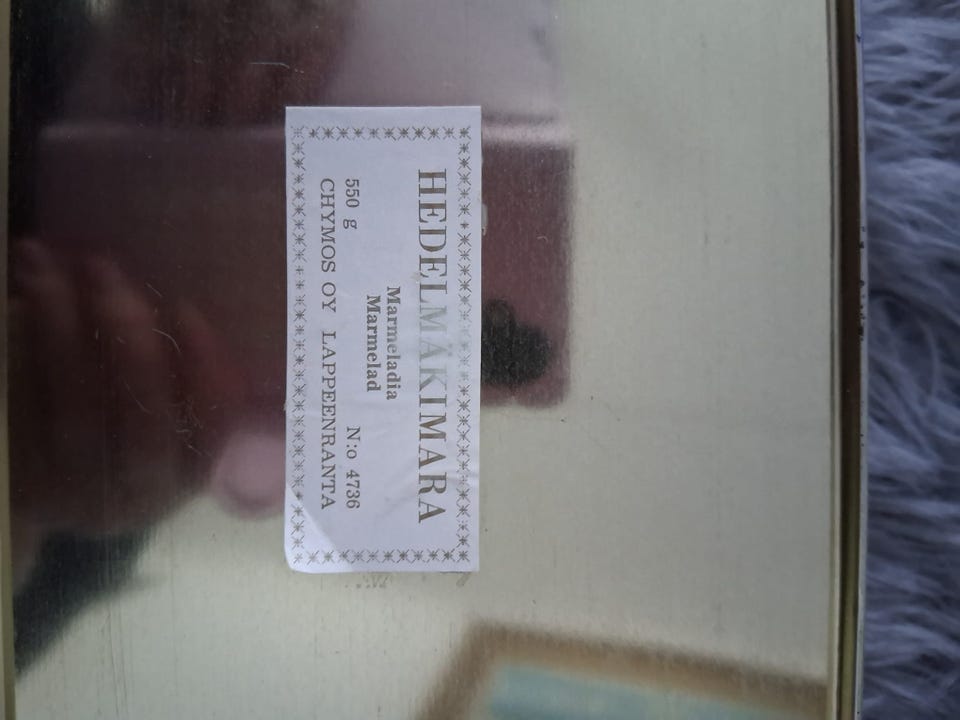 HEDELMÄKIMARA
Marmeladia
Marmelad
550 g N:o 4736
CHYMOS OY LAPPEENRANTA